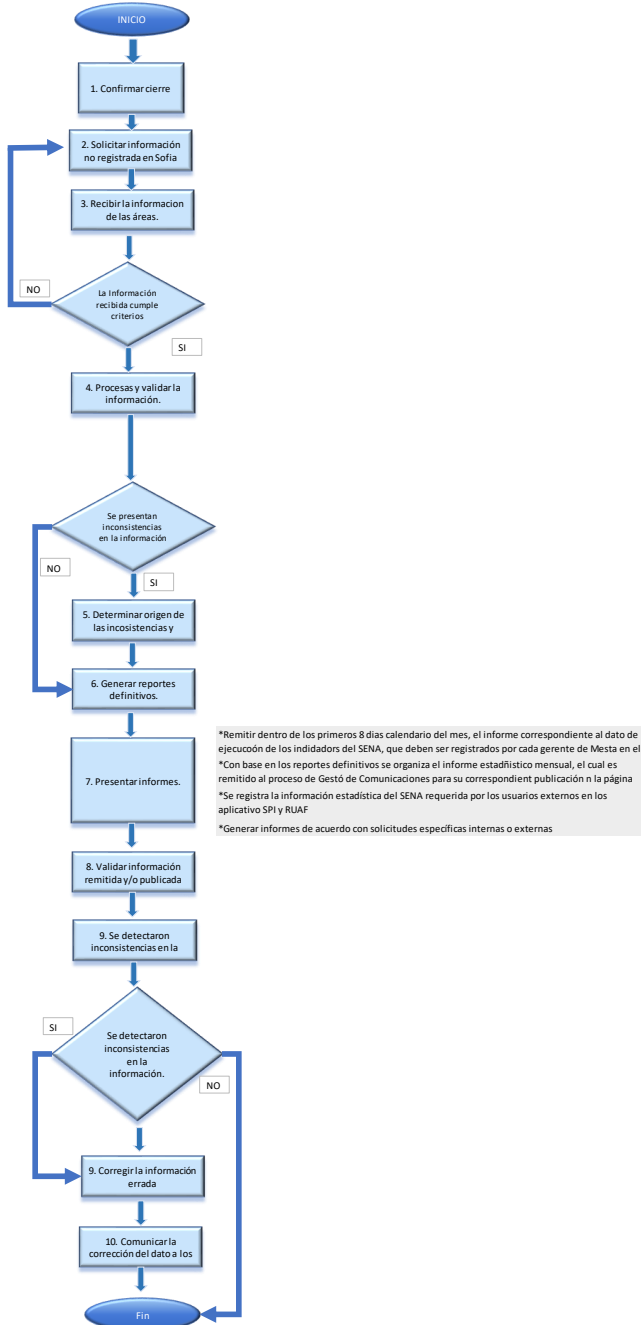 INICIO
1. Confirmar cierre
2. Solicitar información
no registrada en Sofia
3. Recibir la informacion
de las áreas.
NO
La Información
recibida cumple
criterios
SI
4. Procesas y validar la
información.
Se presentan
inconsistencias
en la información
NO
SI
5. Determinar origen de
las incosistencias y
6. Generar reportes
definitivos.
7. Presentar informes.
*Remitir dentro de los primeros 8 dias calendario del mes, el informe correspondiente al dato de
ejecucón de los indidadors del SENA, que deben ser registrados por cada gerente de Mesta en el
*Con base en los reportes definitivos se organiza el informe estadñistico mensual, el cual es
remitido al proceso de Gestó de Comunicaciones para su correspondient publicación n la página
*Se registra la información estadística del SENA requerida por los usuarios externos en los
aplicativo SPI y RUAF
*Generar informes de acuerdo con solicitudes específicas internas o externas
8. Validar información
remitida y/o publicada
9. Se detectaron
inconsistencias en la
SI
Se detectaron
inconsistencias
en la
información.
NO
9. Corregir la información
errada
10. Comunicar la
corrección del dato a los
Fin